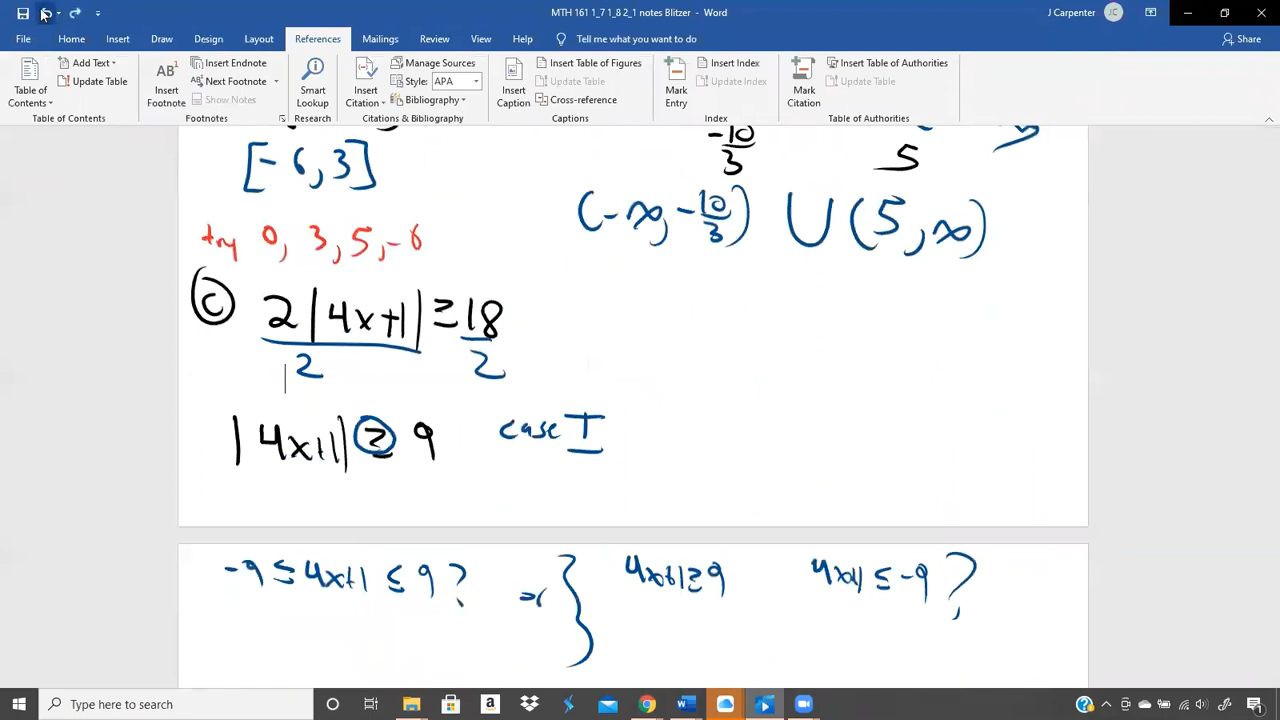 MTH 161 1_7 1_8 2_1 notes Blitzer - Word
J Carpenter JC
File Home Insert Draw Design Layout References Mailings Review View Help Tell me what you want to do Share
Table of Contents
Add Text
Update Table
Table of Contents
AB1 Insert Footnote
Insert Endnote
Next Footnote
Show Notes
Footnotes
Smart Lookup
Research
Insert Citation
Manage Sources
Style: APA
Bibliography
Citations & Bibliography
Insert Caption
Insert Table of Figures
Update Table
Cross-reference
Captions
Mark Entry
Insert Index
Update Index
Index
Mark Citation
Insert Table of Authorities
Update Table
Table of Authorities
-10/3 5
[-6, 3]
(-∞, -10/3) ∪ (5, ∞)
try 0, 3, 5, -6
Ⓒ 2|4x+1| ≥ 18
2 2
|4x+1| ≥ 9 case I
-9 ≤ 4x+1 ≤ 9 ? or } 4x+1 ≥ 9 4x+1 ≤ -9 ?
Type here to search
12:54 PM